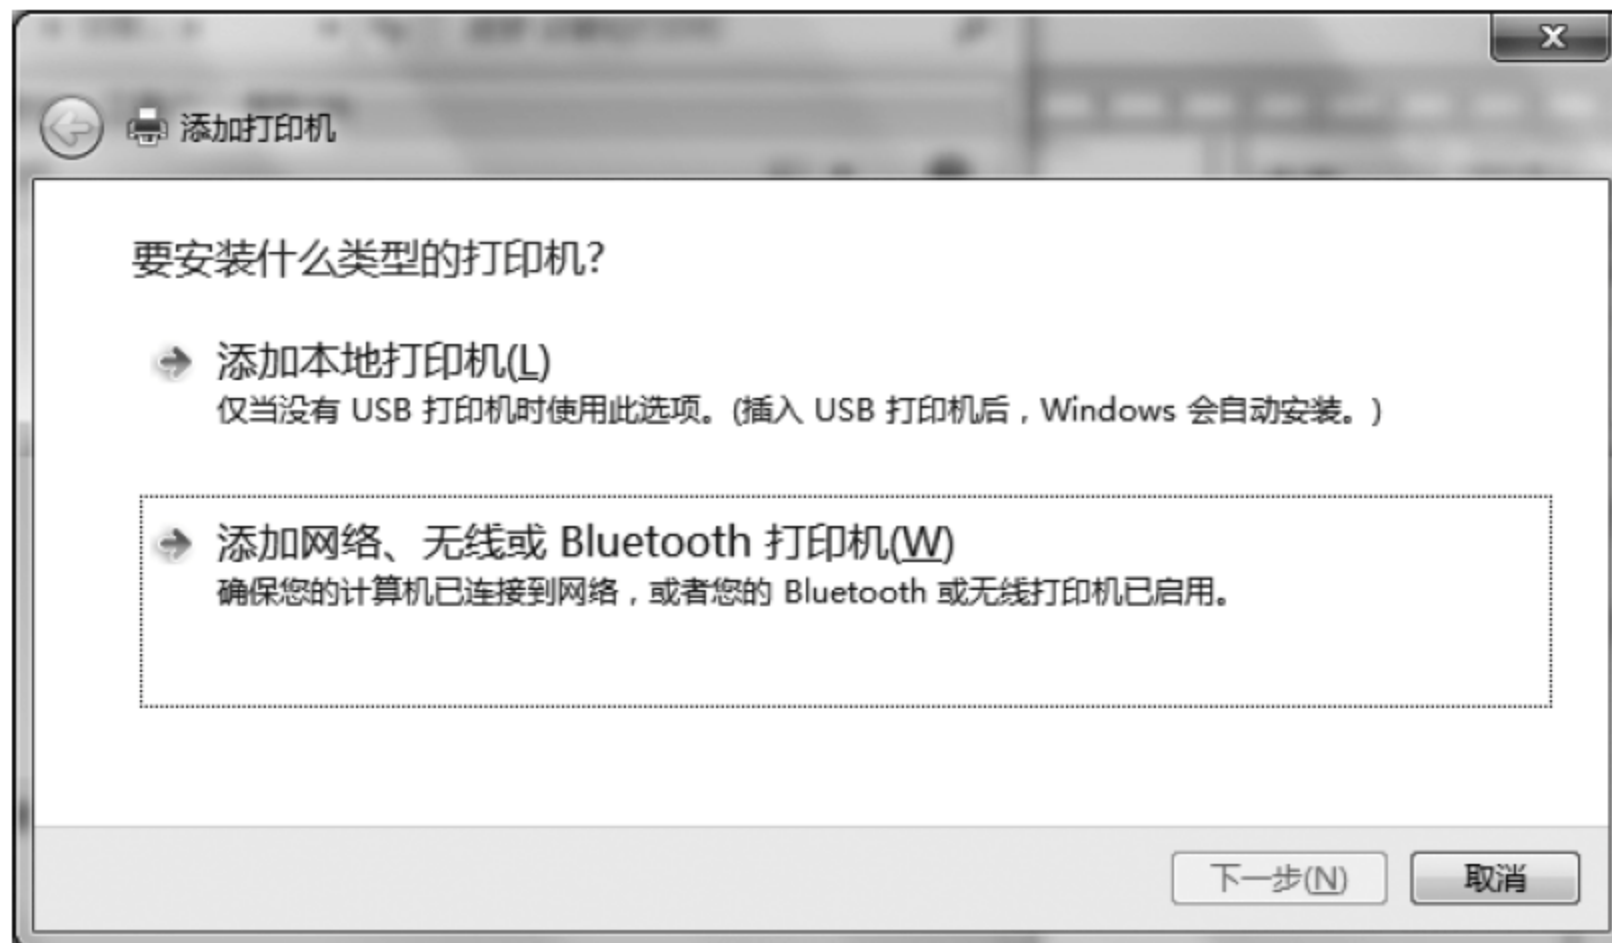 添加打印机
要安装什么类型的打印机?
添加本地打印机(L)
仅当没有 USB 打印机时使用此选项。(插入 USB 打印机后，Windows 会自动安装。)
添加网络、无线或 Bluetooth 打印机(W)
确保您的计算机已连接到网络，或者您的 Bluetooth 或无线打印机已启用。
下一步(N)
取消